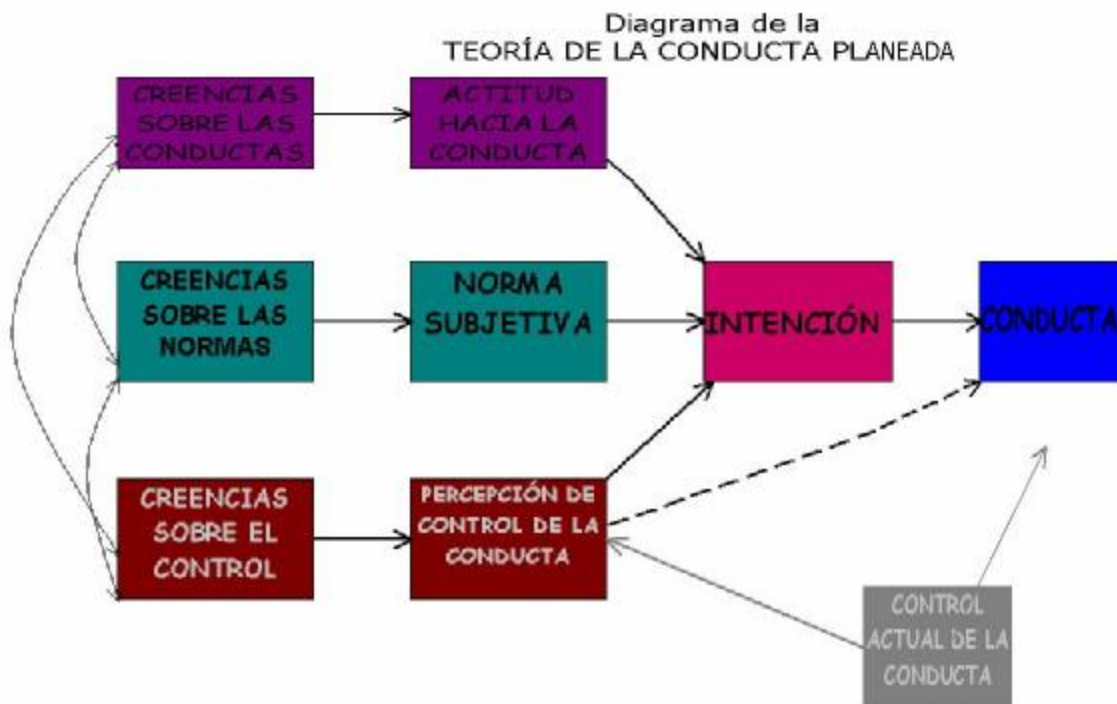 Diagrama de la
TEORÍA DE LA CONDUCTA PLANEADA
CREENCIAS
SOBRE LAS
CONDUCTAS
ACTITUD
HACIA LA
CONDUCTA
CREENCIAS
SOBRE LAS
NORMAS
NORMA
SUBJETIVA
INTENCIÓN
CONDUCTA
CREENCIAS
SOBRE EL
CONTROL
PERCEPCIÓN DE
CONTROL DE LA
CONDUCTA
CONTROL
ACTUAL DE LA
CONDUCTA